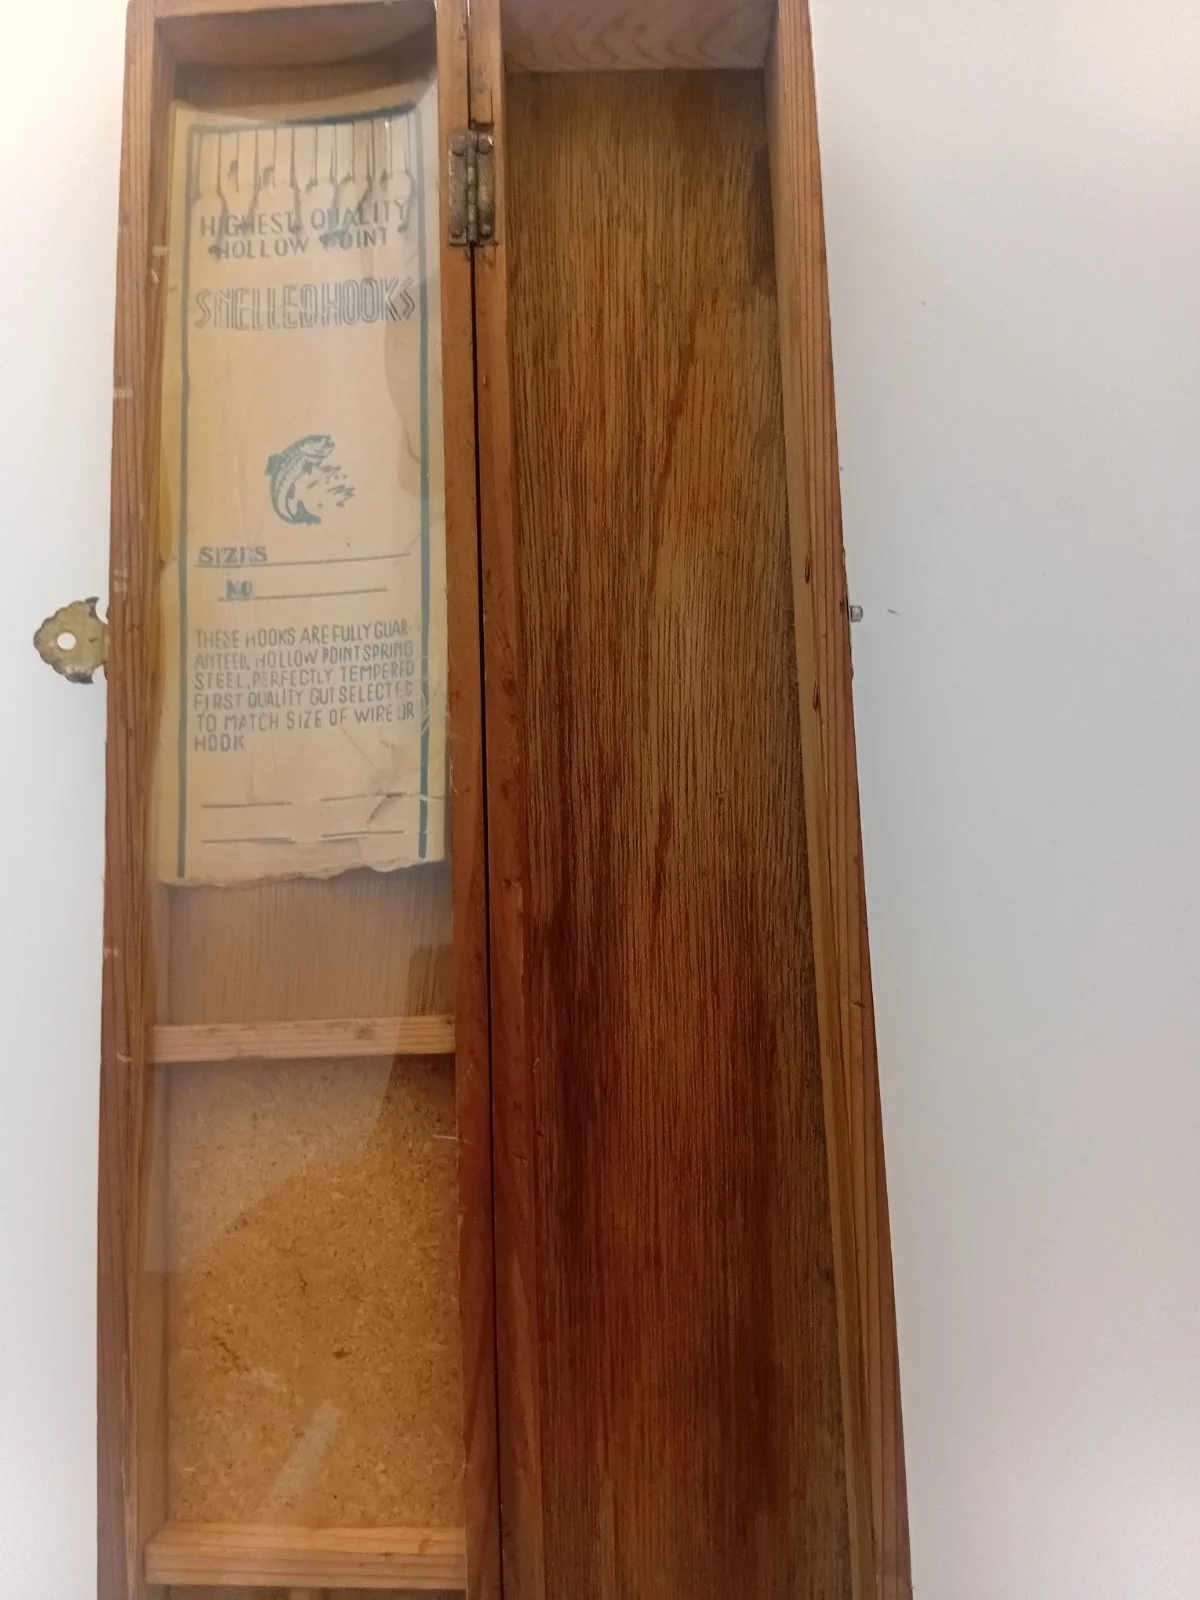 HIGHEST QUALITY
HOLLOW POINT
SNELLED HOOKS
SIZES
NO
THESE HOOKS ARE FULLY GUAR-
ANTEED, HOLLOW POINT SPRING
STEEL, PERFECTLY TEMPERED
FIRST QUALITY GUT SELECTED
TO MATCH SIZE OF WIRE OR
HOOK